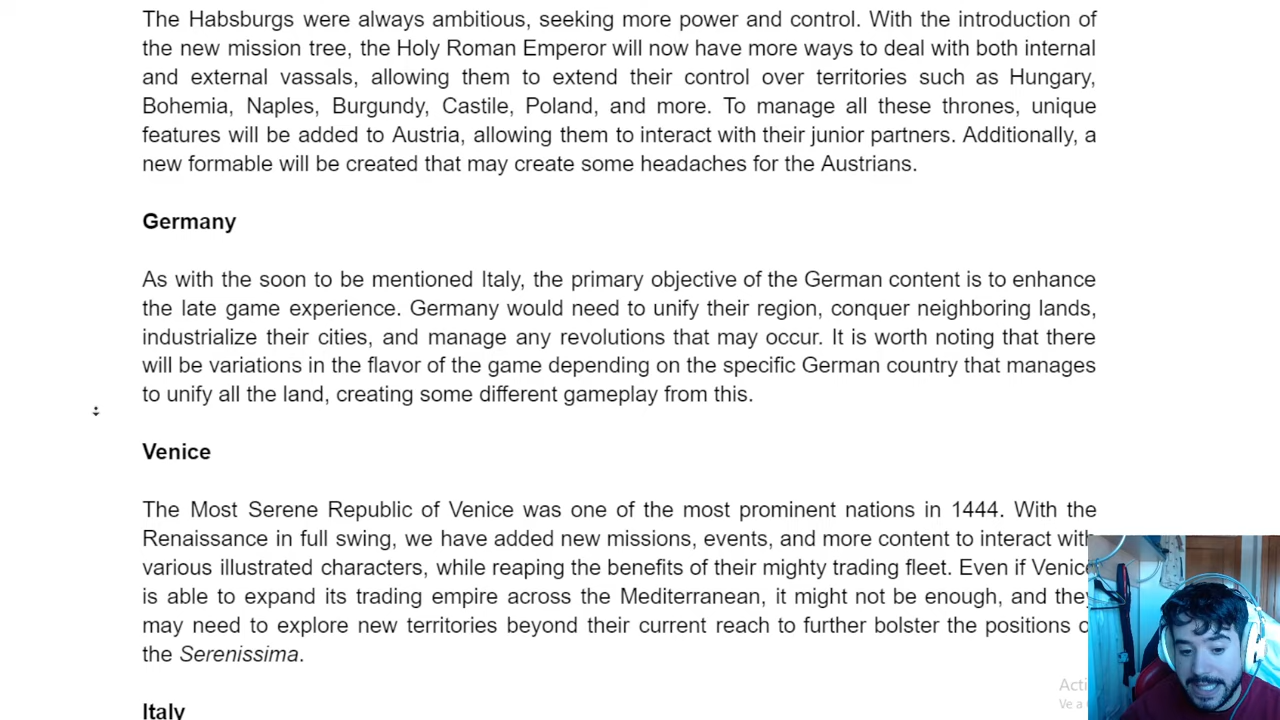 The Habsburgs were always ambitious, seeking more power and control. With the introduction of
the new mission tree, the Holy Roman Emperor will now have more ways to deal with both internal
and external vassals, allowing them to extend their control over territories such as Hungary,
Bohemia, Naples, Burgundy, Castile, Poland, and more. To manage all these thrones, unique
features will be added to Austria, allowing them to interact with their junior partners. Additionally, a
new formable will be created that may create some headaches for the Austrians.
Germany
As with the soon to be mentioned Italy, the primary objective of the German content is to enhance
the late game experience. Germany would need to unify their region, conquer neighboring lands,
industrialize their cities, and manage any revolutions that may occur. It is worth noting that there
will be variations in the flavor of the game depending on the specific German country that manages
to unify all the land, creating some different gameplay from this.
Venice
The Most Serene Republic of Venice was one of the most prominent nations in 1444. With the
Renaissance in full swing, we have added new missions, events, and more content to interact with
various illustrated characters, while reaping the benefits of their mighty trading fleet. Even if Venice
is able to expand its trading empire across the Mediterranean, it might not be enough, and they
may need to explore new territories beyond their current reach to further bolster the positions
the Serenissima.
Acti
Ve a
Italy